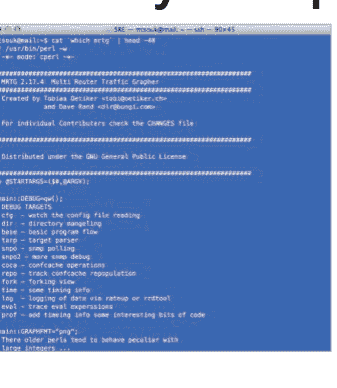 SRE — mtsouk@mail: ~ — ssh — 90×45
tsouk@mail:~$ cat `which mrtg` | head -40
! /usr/bin/perl -w
-*- mode: cperl -*-
###################################################################
MRTG 2.17.4 Multi Router Traffic Grapher
###################################################################
Created by Tobias Oetiker <tobi@oetiker.ch>
and Dave Rand <dlr@bungi.com>
For individual Contributers check the CHANGES file
###################################################################
Distributed under the GNU General Public License
###################################################################
@STARTARGS=($0,@ARGV);
main::DEBUG=qw();
DEBUG TARGETS
cfg - watch the config file reading
dir - directory mangeling
base - basic program flow
tarp - target parser
snpo - snmp polling
snpo2 - more snmp debug
coca - confcache operations
repo - track confcache repopulation
fork - forking view
time - some timing info
log - logging of data via rateup or rrdtool
eval - trace eval experssions
prof - add timeing info some interesting bits of code
main::GRAPHFMT="png";
There older perls tend to behave peculiar with
large integers ...